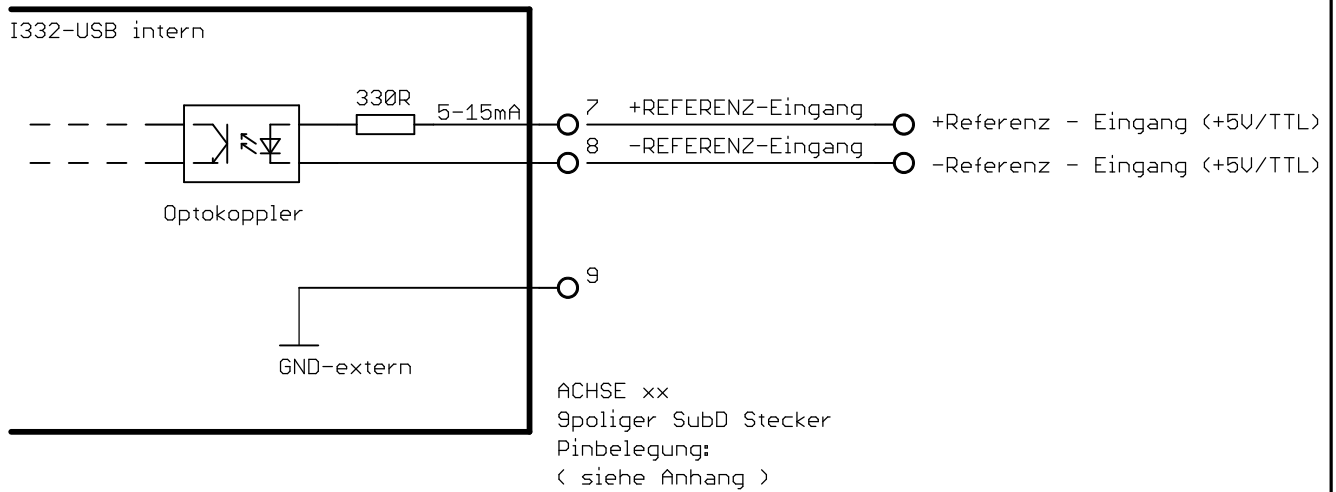 I332-USB intern
330R
5-15mA
7 +REFERENZ-Eingang
+Referenz - Eingang (+5V/TTL)
8 -REFERENZ-Eingang
-Referenz - Eingang (+5V/TTL)
Optokoppler
9
GND-extern
ACHSE xx
9poliger SubD Stecker
Pinbelegung:
( siehe Anhang )